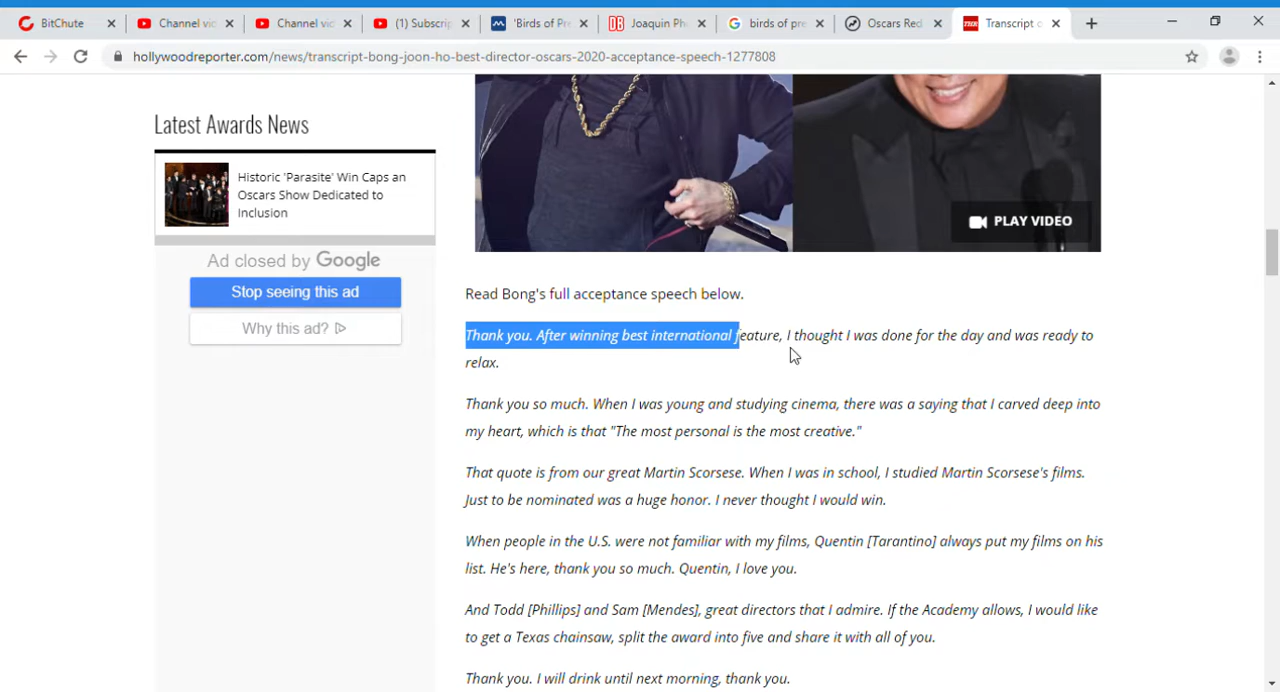 BitChute
Channel vid
Channel vid
(1) Subscrip
'Birds of Pre
DB Joaquin Ph
birds of pre
Oscars Red
THR Transcript o
hollywoodreporter.com/news/transcript-bong-joon-ho-best-director-oscars-2020-acceptance-speech-1277808
Latest Awards News
Historic 'Parasite' Win Caps an
Oscars Show Dedicated to
Inclusion
Ad closed by Google
Stop seeing this ad
Why this ad?
PLAY VIDEO
Read Bong's full acceptance speech below.
Thank you. After winning best international feature, I thought I was done for the day and was ready to
relax.
Thank you so much. When I was young and studying cinema, there was a saying that I carved deep into
my heart, which is that "The most personal is the most creative."
That quote is from our great Martin Scorsese. When I was in school, I studied Martin Scorsese's films.
Just to be nominated was a huge honor. I never thought I would win.
When people in the U.S. were not familiar with my films, Quentin [Tarantino] always put my films on his
list. He's here, thank you so much. Quentin, I love you.
And Todd [Phillips] and Sam [Mendes], great directors that I admire. If the Academy allows, I would like
to get a Texas chainsaw, split the award into five and share it with all of you.
Thank you. I will drink until next morning, thank you.